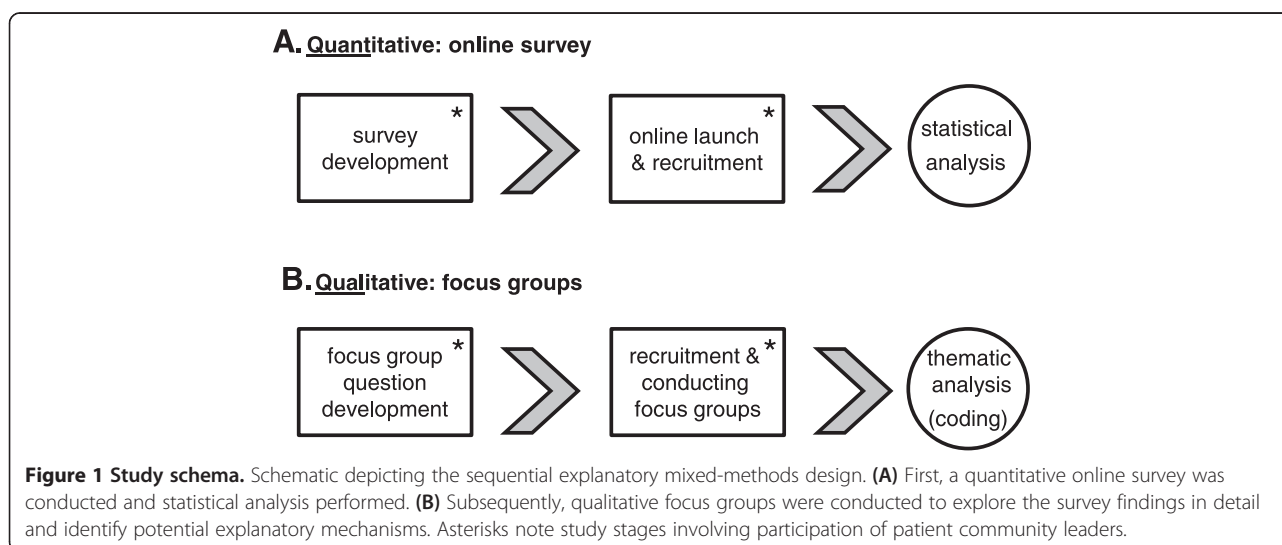 A. Quantitative: online survey
survey
development
*
online launch
& recruitment
*
statistical
analysis
B. Qualitative: focus groups
focus group
question
development
*
recruitment &
conducting
focus groups
*
thematic
analysis
(coding)
Figure 1 Study schema. Schematic depicting the sequential explanatory mixed-methods design. (A) First, a quantitative online survey was
conducted and statistical analysis performed. (B) Subsequently, qualitative focus groups were conducted to explore the survey findings in detail
and identify potential explanatory mechanisms. Asterisks note study stages involving participation of patient community leaders.